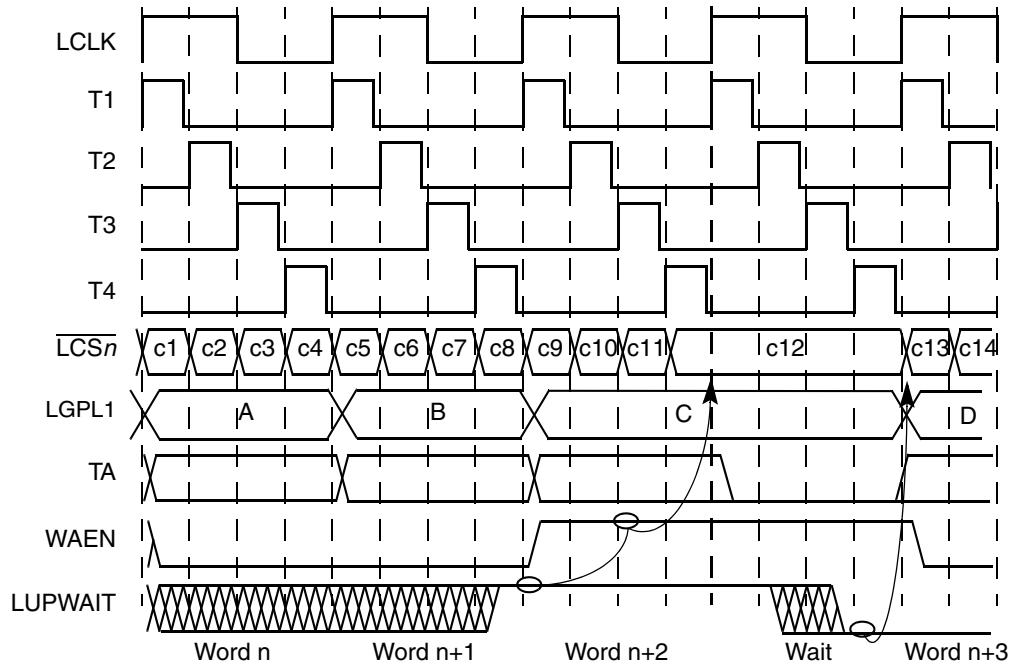 LCLK
T1
T2
T3
T4
LCSn c1 c2 c3 c4 c5 c6 c7 c8 c9 c10 c11 c12 c13 c14
LGPL1 A B C D
TA
WAEN
LUPWAIT
Word n Word n+1 Word n+2 Wait Word n+3